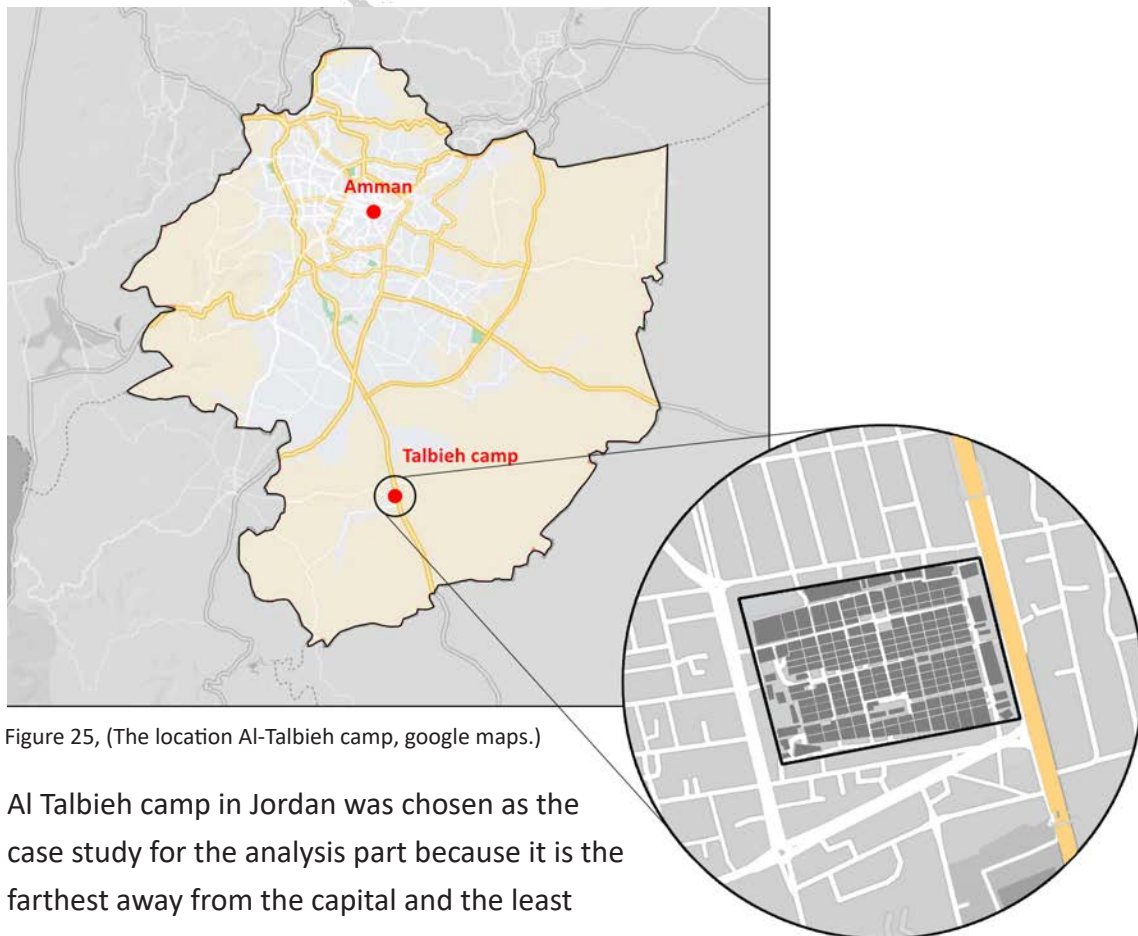 Amman
Talbieh camp
Figure 25, (The location Al-Talbieh camp, google maps.)
Al Talbieh camp in Jordan was chosen as the
case study for the analysis part because it is the
farthest away from the capital and the least